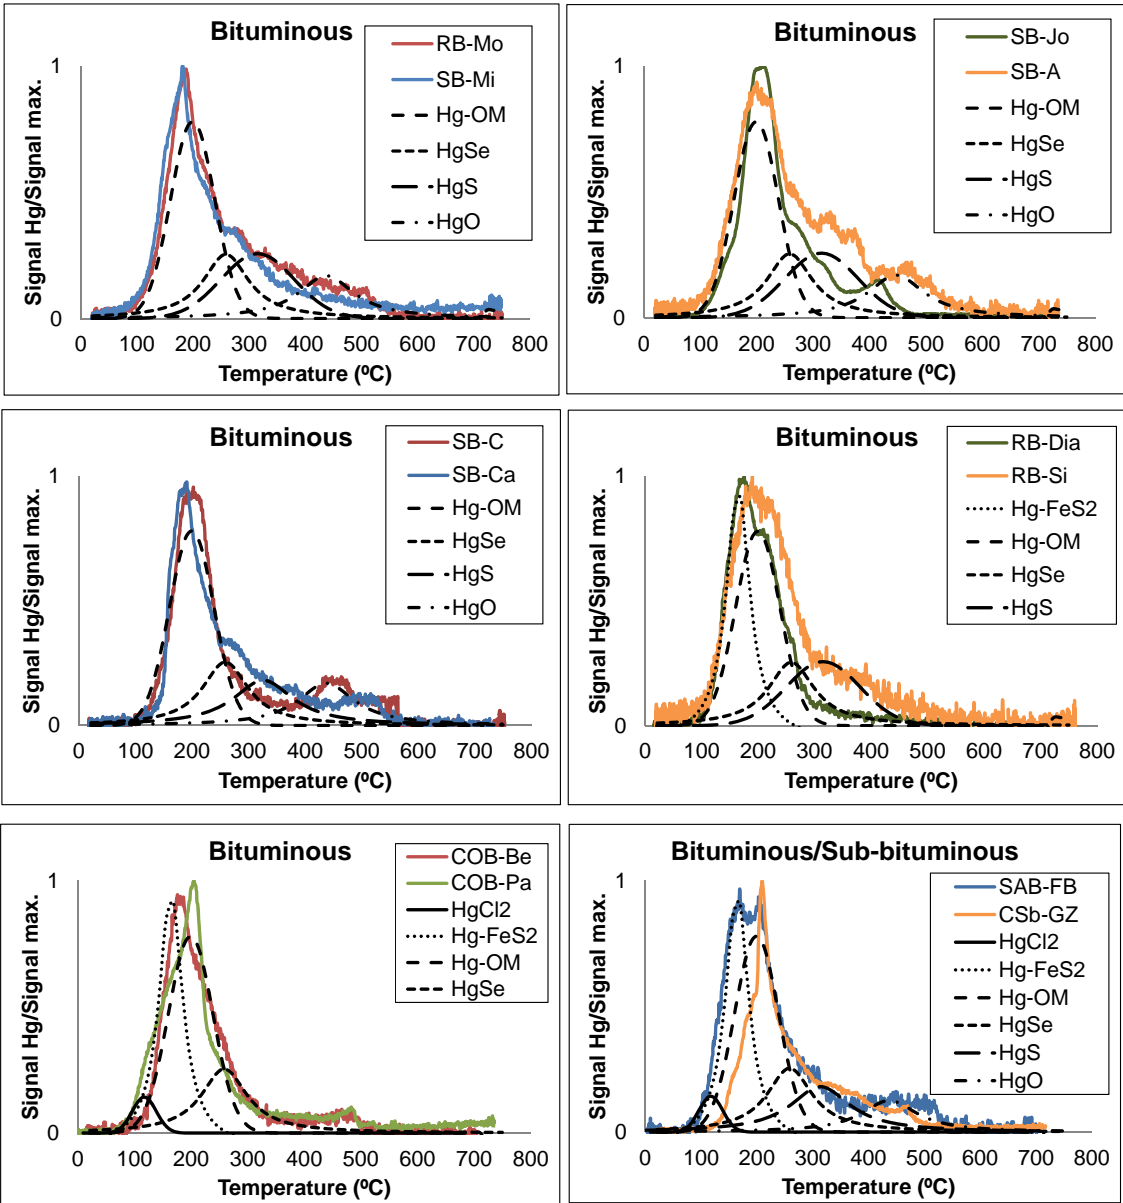 Bituminous
RB-Mo
SB-Mi
Hg-OM
HgSe
HgS
HgO
Signal Hg/Signal max.
1
0
0 100 200 300 400 500 600 700 800
Temperature (ºC)
Bituminous
SB-Jo
SB-A
Hg-OM
HgSe
HgS
HgO
Signal Hg/Signal max.
1
0
0 100 200 300 400 500 600 700 800
Temperature (ºC)
Bituminous
SB-C
SB-Ca
Hg-OM
HgSe
HgS
HgO
Signal Hg/Signal max.
1
0
0 100 200 300 400 500 600 700 800
Temperature (ºC)
Bituminous
RB-Dia
RB-Si
Hg-FeS2
Hg-OM
HgSe
HgS
Signal Hg/Signal max.
1
0
0 100 200 300 400 500 600 700 800
Temperature (ºC)
Bituminous
COB-Be
COB-Pa
HgCl2
Hg-FeS2
Hg-OM
HgSe
Signal Hg/Signal max.
1
0
0 100 200 300 400 500 600 700 800
Temperature (ºC)
Bituminous/Sub-bituminous
SAB-FB
CSb-GZ
HgCl2
Hg-FeS2
Hg-OM
HgSe
HgS
HgO
Signal Hg/Signal max.
1
0
0 100 200 300 400 500 600 700 800
Temperature (ºC)